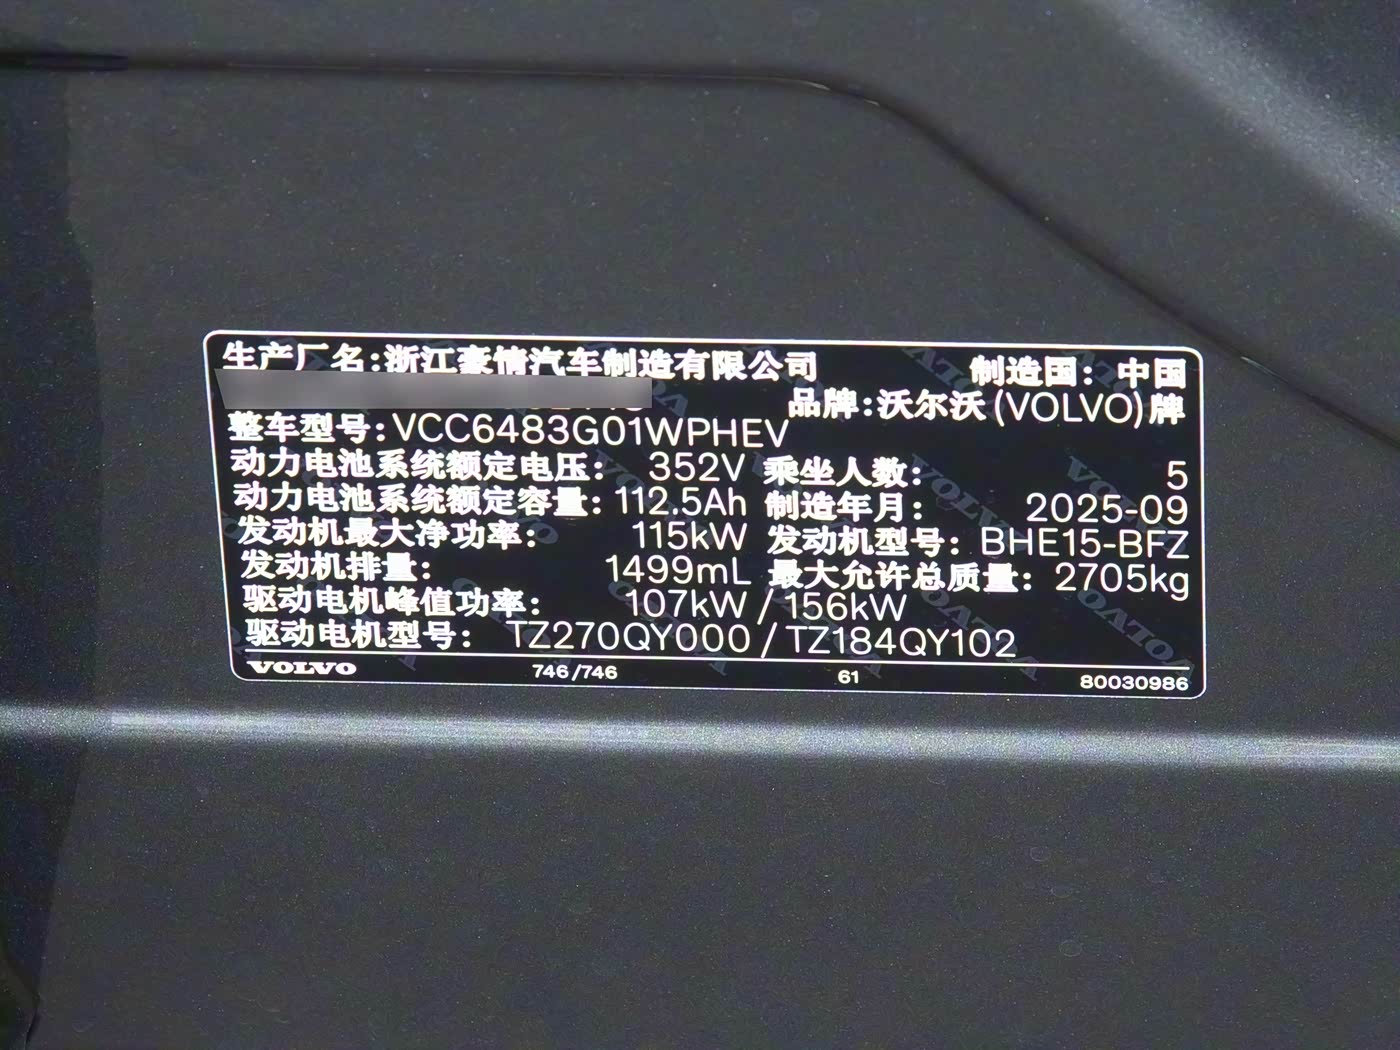 生产厂名:浙江豪情汽车制造有限公司 制造国: 中国
品牌:沃尔沃(VOLVO)牌
整车型号:VCC6483G01WPHEV
动力电池系统额定电压: 352V 乘坐人数: 5
动力电池系统额定容量: 112.5Ah 制造年月: 2025-09
发动机最大净功率: 115kW 发动机型号: BHE15-BFZ
发动机排量: 1499mL 最大允许总质量: 2705kg
驱动电机峰值功率: 107kW / 156kW
驱动电机型号: TZ270QY000 / TZ184QY102
VOLVO 746/746 61 80030986